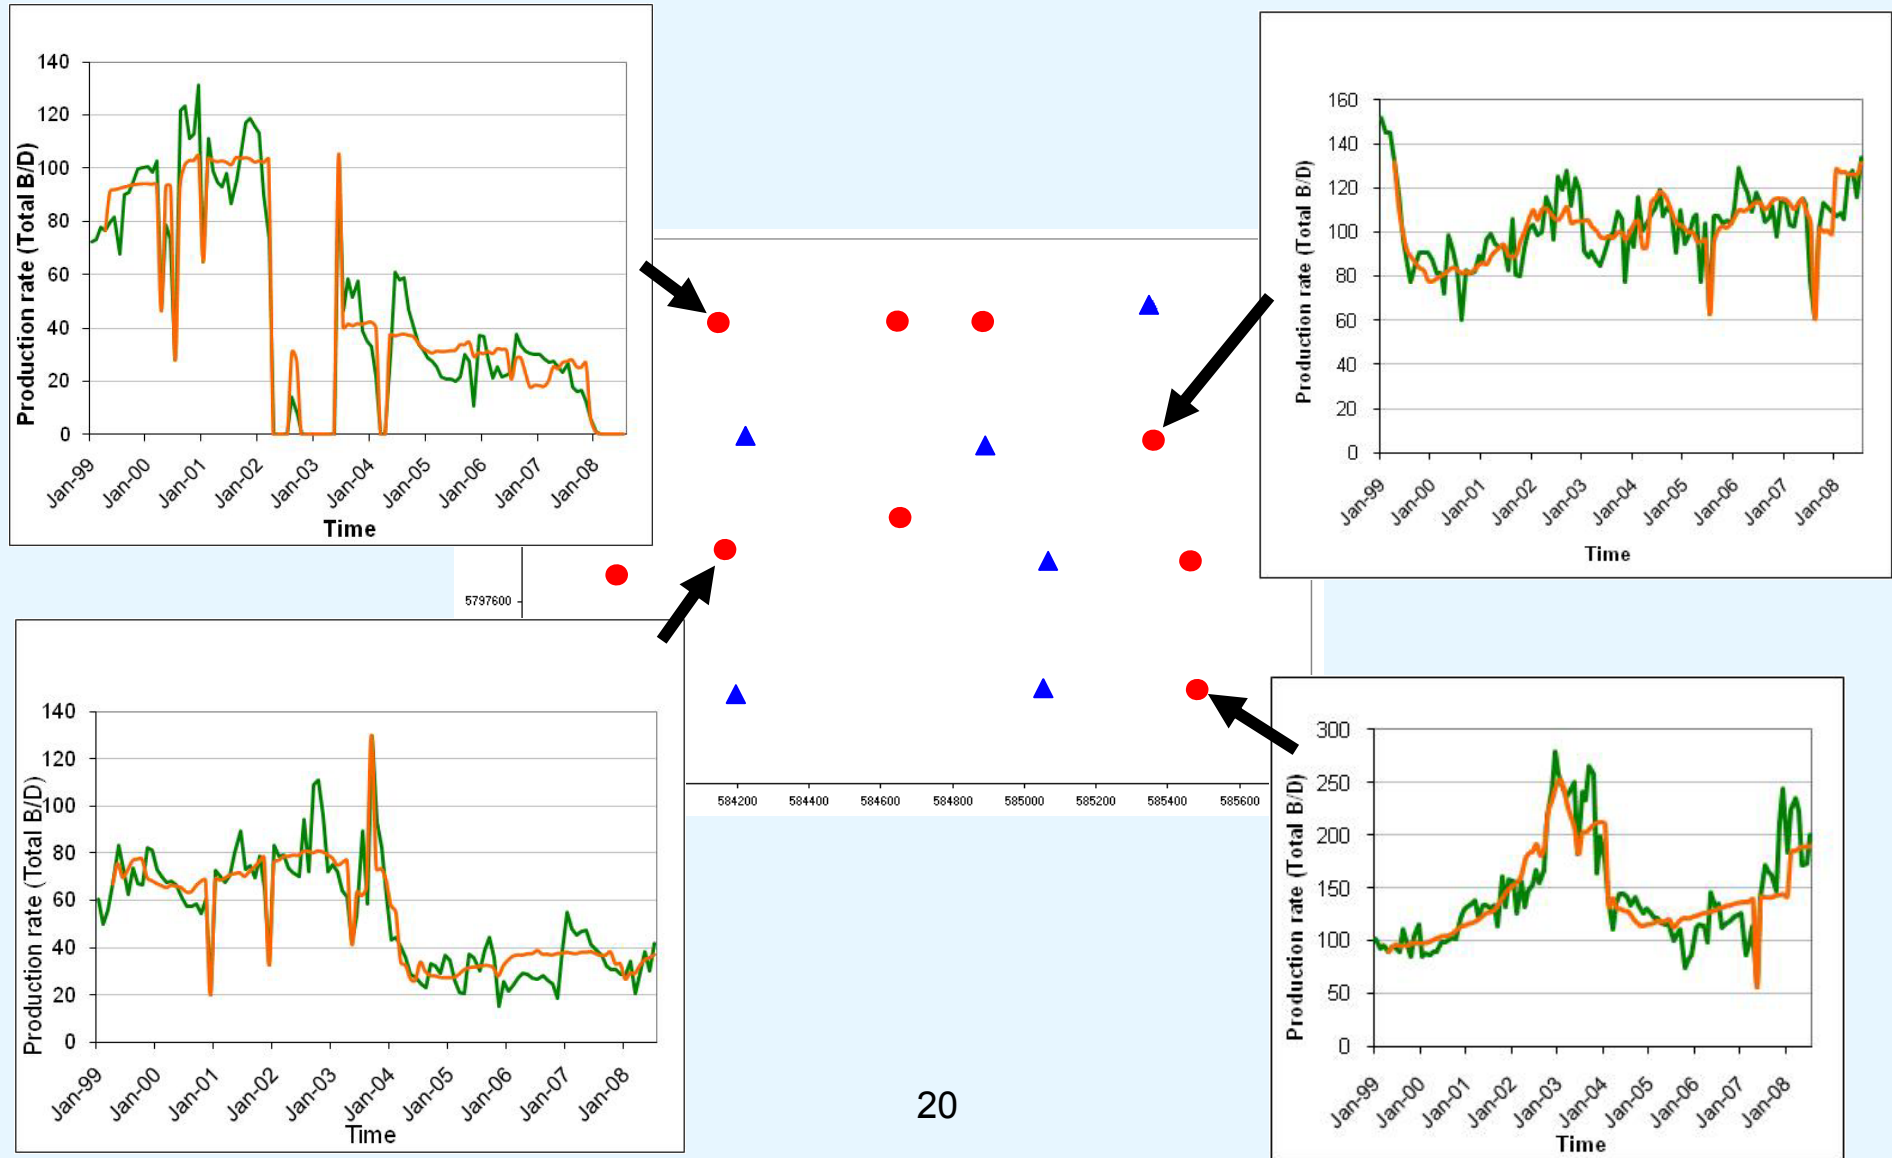 Production rate (Total B/D)
140
120
100
80
60
40
20
0
Jan-99
Jan-00
Jan-01
Jan-02
Jan-03
Jan-04
Jan-05
Jan-06
Jan-07
Jan-08
Time
Production rate (Total B/D)
160
140
120
100
80
60
40
20
0
Jan-99
Jan-00
Jan-01
Jan-02
Jan-03
Jan-04
Jan-05
Jan-06
Jan-07
Jan-08
Time
5797600
584200 584400 584600 584800 585000 585200 585400 585600
Production rate (Total B/D)
140
120
100
80
60
40
20
0
Jan-99
Jan-00
Jan-01
Jan-02
Jan-03
Jan-04
Jan-05
Jan-06
Jan-07
Jan-08
Time
Production rate (Total B/D)
300
250
200
150
100
50
0
Jan-99
Jan-00
Jan-01
Jan-02
Jan-03
Jan-04
Jan-05
Jan-06
Jan-07
Jan-08
Time
20